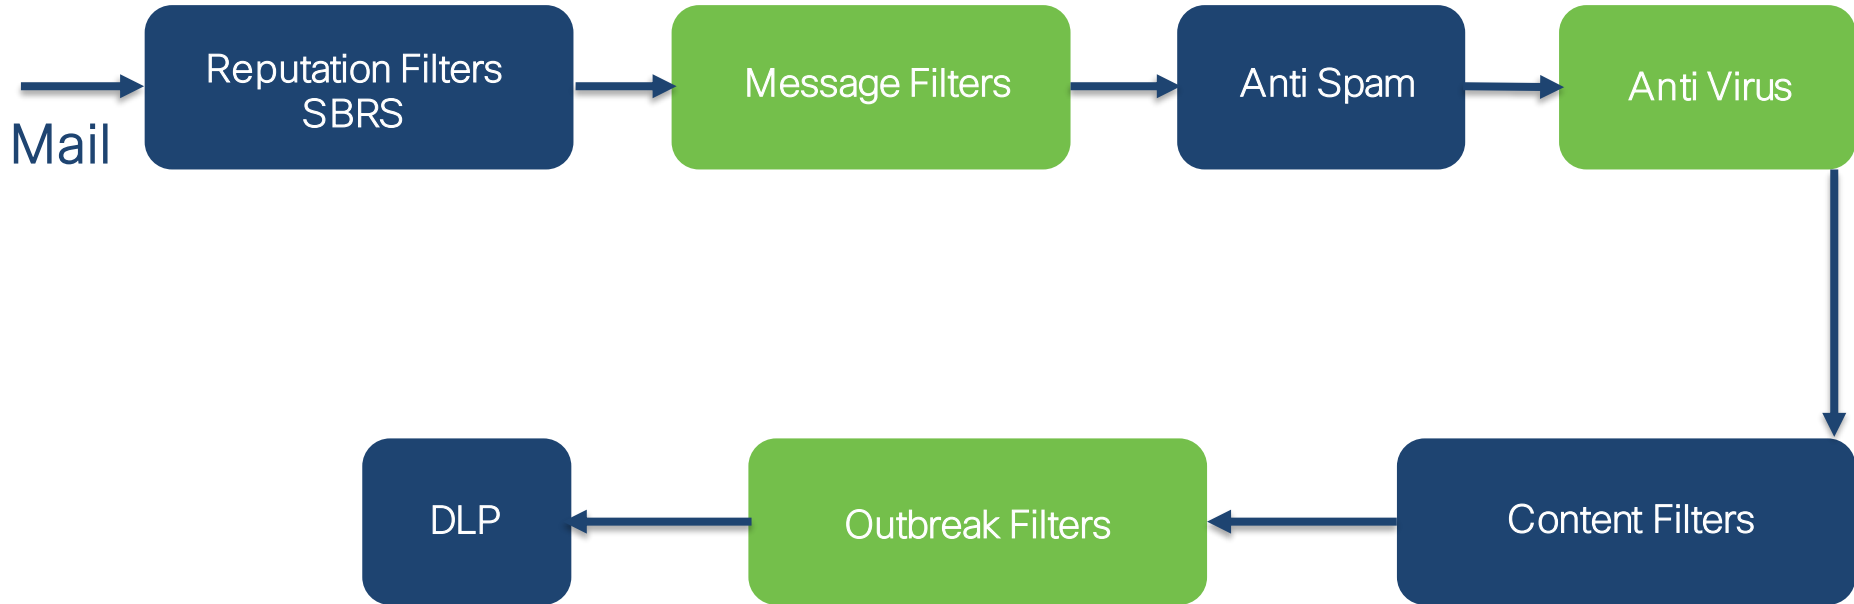 Mail
Reputation Filters
SBRS
Message Filters
Anti Spam
Anti Virus
Content Filters
Outbreak Filters
DLP